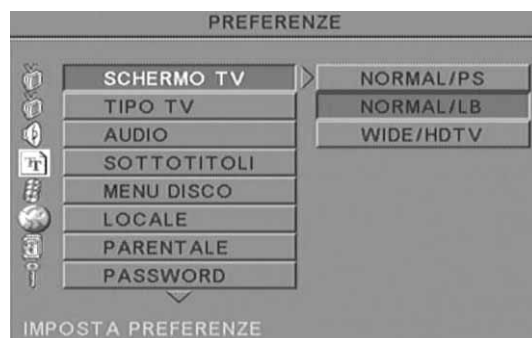 PREFERENZE
SCHERMO TV
NORMAL/PS
TIPO TV
NORMAL/LB
AUDIO
WIDE/HDTV
SOTTOTITOLI
MENU DISCO
LOCALE
PARENTALE
PASSWORD
IMPOSTA PREFERENZE